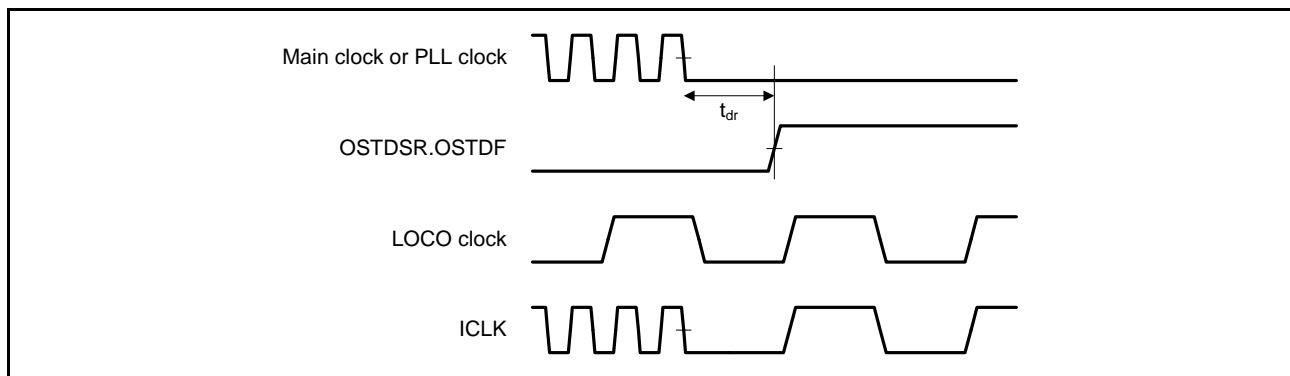 Main clock or PLL clock
tdr
OSTDSR.OSTDF
LOCO clock
ICLK